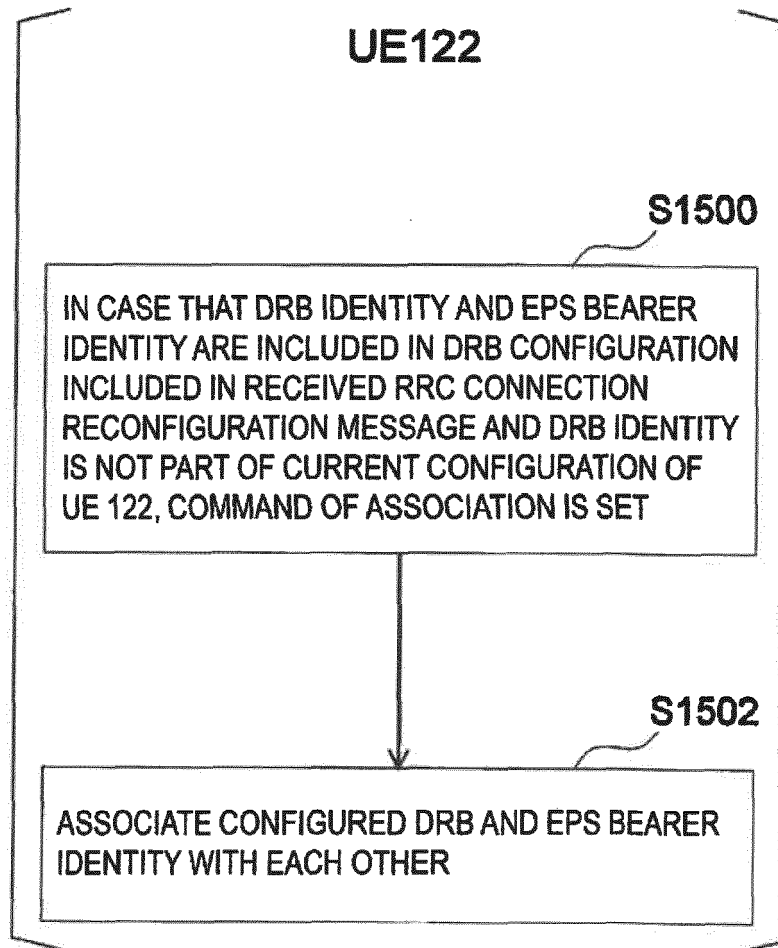 UE122
S1500
IN CASE THAT DRB IDENTITY AND EPS BEARER
IDENTITY ARE INCLUDED IN DRB CONFIGURATION
INCLUDED IN RECEIVED RRC CONNECTION
RECONFIGURATION MESSAGE AND DRB IDENTITY
IS NOT PART OF CURRENT CONFIGURATION OF
UE 122, COMMAND OF ASSOCIATION IS SET
S1502
ASSOCIATE CONFIGURED DRB AND EPS BEARER
IDENTITY WITH EACH OTHER